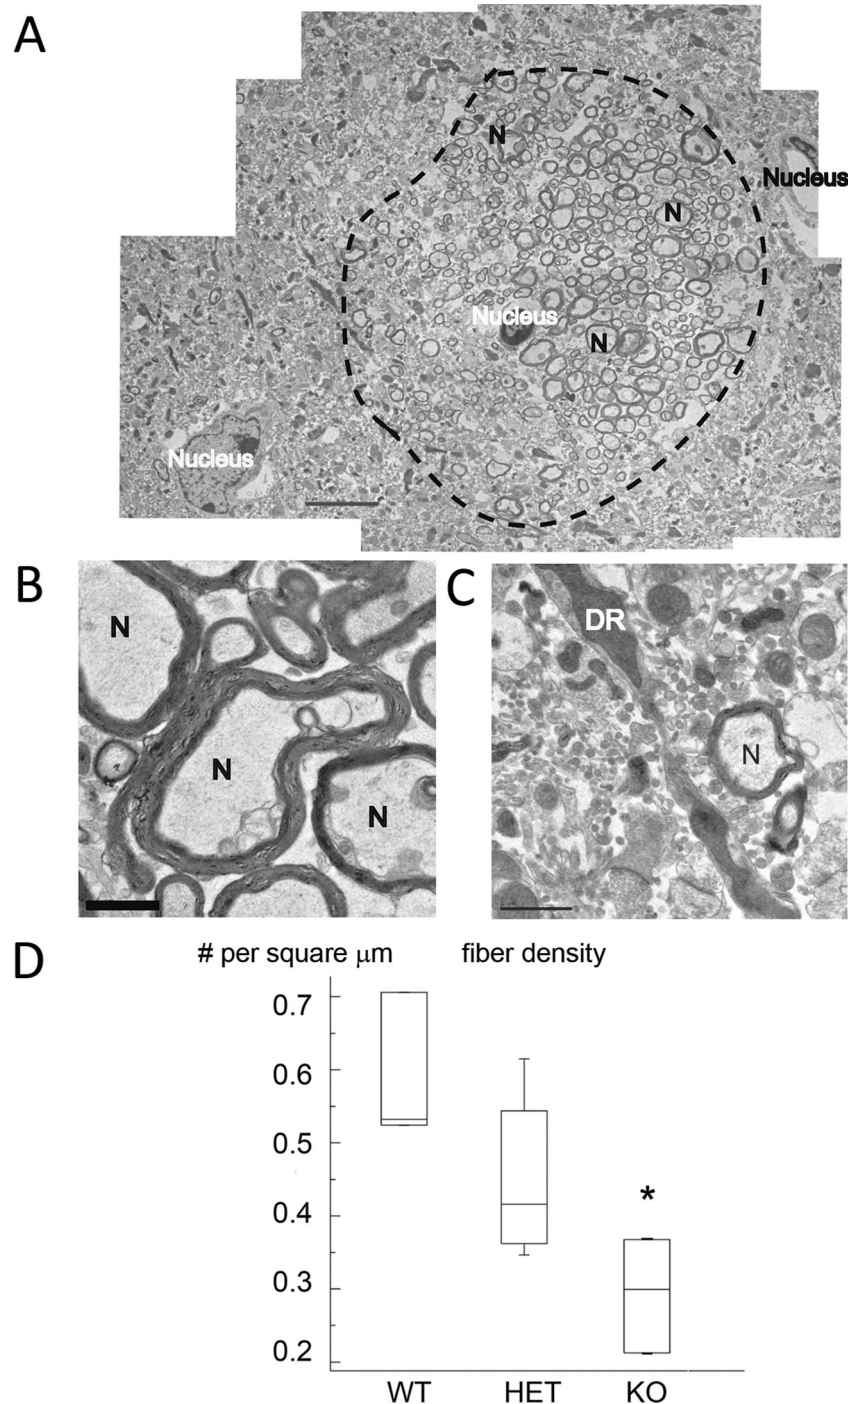 A
N
Nucleus
N
Nucleus
N
Nucleus
B
N
N
N
C
DR
N
D
# per square μm fiber density
0.7
0.6
0.5
0.4
0.3
0.2
*
WT HET KO